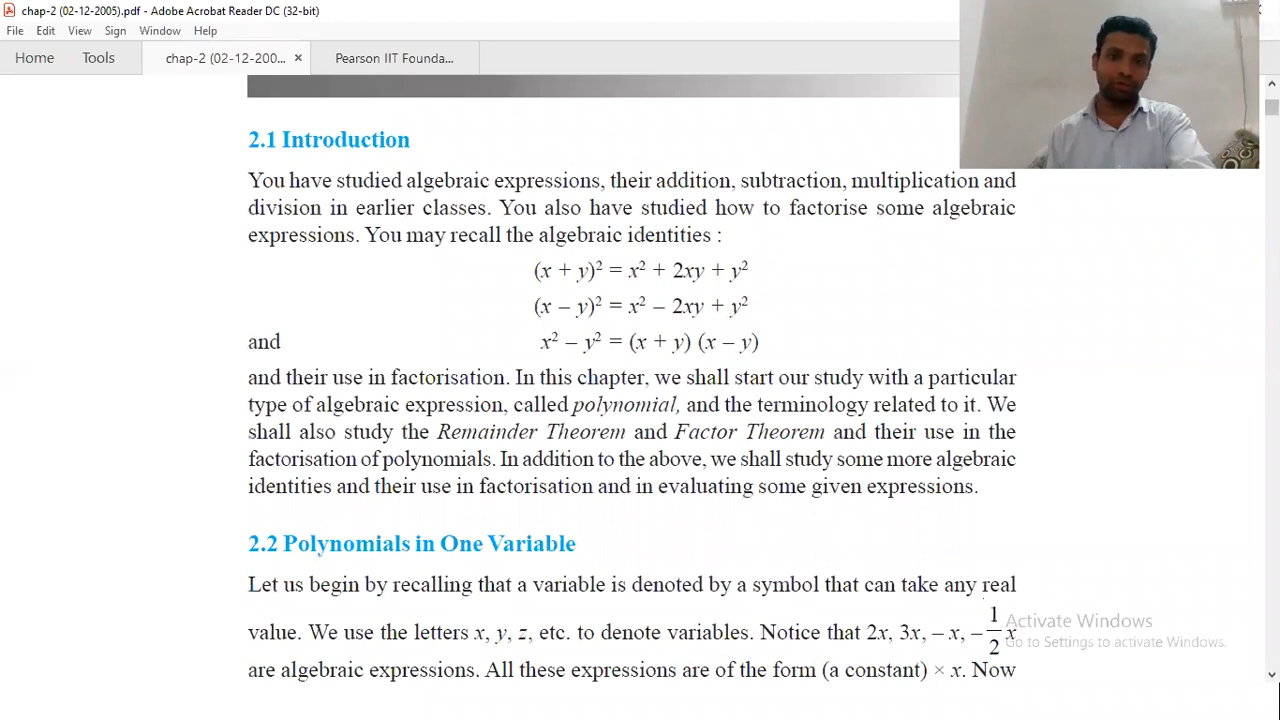 chap-2 (02-12-2005).pdf - Adobe Acrobat Reader DC (32-bit)
File Edit View Sign Window Help
Home Tools chap-2 (02-12-200... × Pearson IIT Founda...
2.1 Introduction
You have studied algebraic expressions, their addition, subtraction, multiplication and
division in earlier classes. You also have studied how to factorise some algebraic
expressions. You may recall the algebraic identities :
(x + y)² = x² + 2xy + y²
(x – y)² = x² – 2xy + y²
and x² – y² = (x + y) (x – y)
and their use in factorisation. In this chapter, we shall start our study with a particular
type of algebraic expression, called polynomial, and the terminology related to it. We
shall also study the Remainder Theorem and Factor Theorem and their use in the
factorisation of polynomials. In addition to the above, we shall study some more algebraic
identities and their use in factorisation and in evaluating some given expressions.
2.2 Polynomials in One Variable
Let us begin by recalling that a variable is denoted by a symbol that can take any real
value. We use the letters x, y, z, etc. to denote variables. Notice that 2x, 3x, – x, – 1/2 x
are algebraic expressions. All these expressions are of the form (a constant) × x. Now
Activate Windows
Go to Settings to activate Windows.